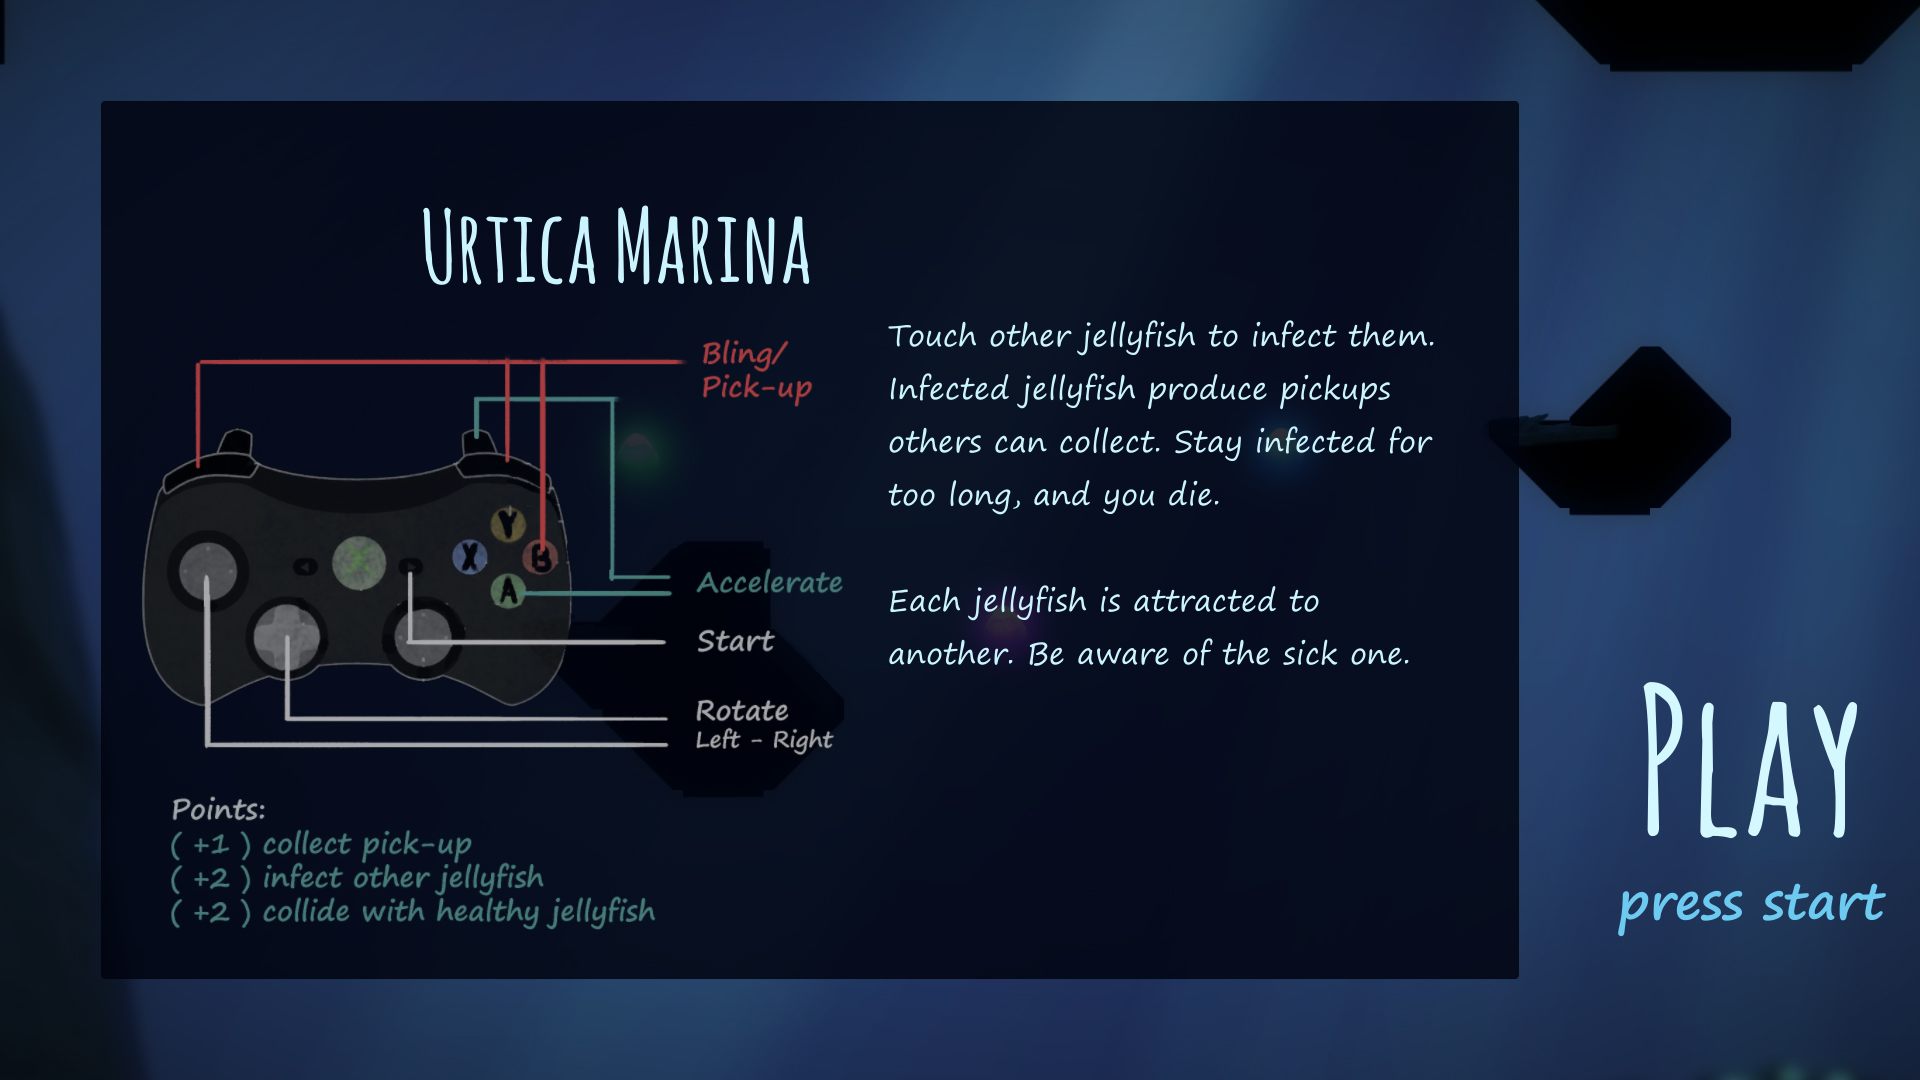 Urtica Marina
Bling/
Pick-up
Touch other jellyfish to infect them.
Infected jellyfish produce pickups
others can collect. Stay infected for
too long, and you die.
Each jellyfish is attracted to
another. Be aware of the sick one.
Y
X
B
A
Accelerate
Start
Rotate
Left - Right
Points:
( +1 ) collect pick-up
( +2 ) infect other jellyfish
( +2 ) collide with healthy jellyfish
Play
press start